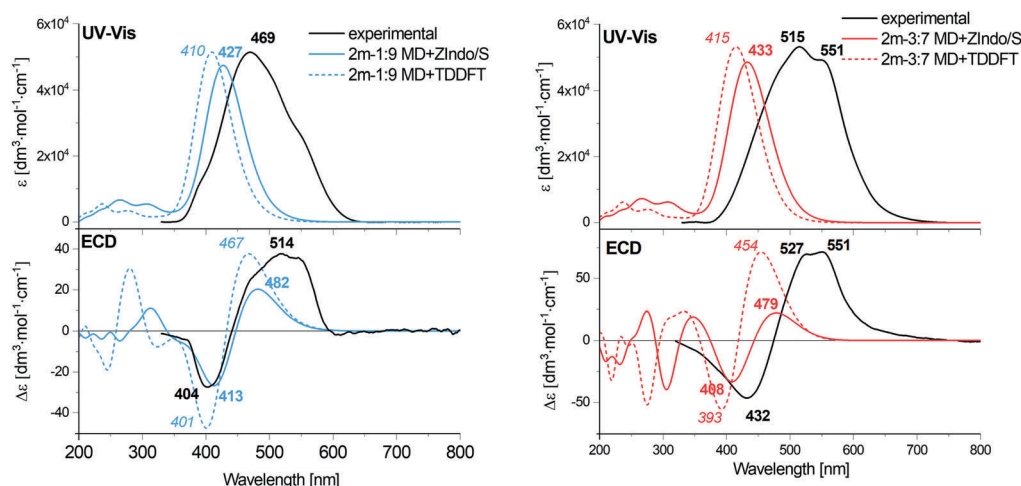 UV-Vis
410
427
469
experimental
2m-1:9 MD+ZIndo/S
2m-1:9 MD+TDDFT
6x10⁴
4x10⁴
2x10⁴
0
ε [dm³·mol⁻¹·cm⁻¹]
ECD
467
514
482
404
413
401
40
20
0
-20
-40
Δε [dm³·mol⁻¹·cm⁻¹]
200 300 400 500 600 700 800
Wavelength [nm]
UV-Vis
415
433
515
551
experimental
2m-3:7 MD+ZIndo/S
2m-3:7 MD+TDDFT
6x10⁴
4x10⁴
2x10⁴
0
ε [dm³·mol⁻¹·cm⁻¹]
ECD
454
527
551
479
408
393
432
50
0
-50
Δε [dm³·mol⁻¹·cm⁻¹]
200 300 400 500 600 700 800
Wavelength [nm]